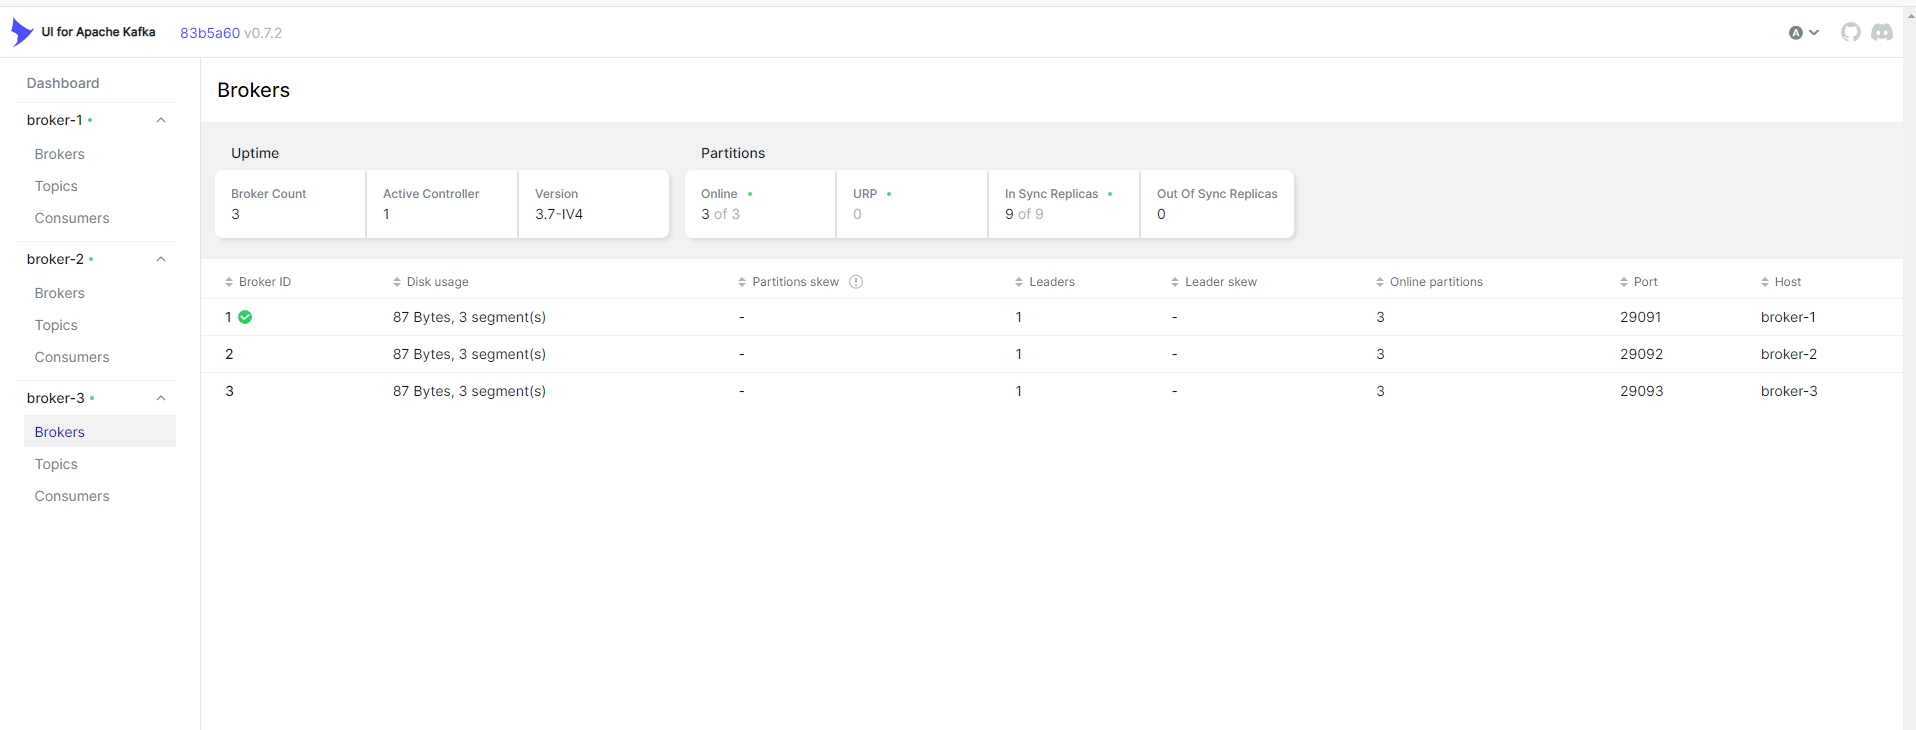 UI for Apache Kafka 83b5a60 v0.7.2 A
Dashboard
broker-1
Brokers
Topics
Consumers
broker-2
Brokers
Topics
Consumers
broker-3
Brokers
Topics
Consumers
Brokers
Uptime
Broker Count
3
Active Controller
1
Version
3.7-IV4
Partitions
Online
3 of 3
URP
0
In Sync Replicas
9 of 9
Out Of Sync Replicas
0
Broker ID Disk usage Partitions skew Leaders Leader skew Online partitions Port Host
1 87 Bytes, 3 segment(s) - 1 - 3 29091 broker-1
2 87 Bytes, 3 segment(s) - 1 - 3 29092 broker-2
3 87 Bytes, 3 segment(s) - 1 - 3 29093 broker-3